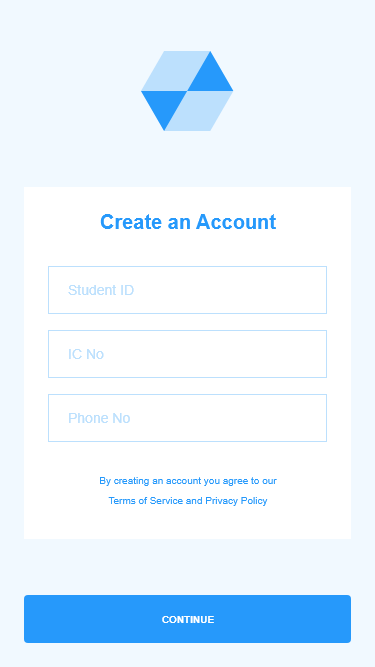 Create an Account
Student ID
IC No
Phone No
By creating an account you agree to our
Terms of Service and Privacy Policy
CONTINUE